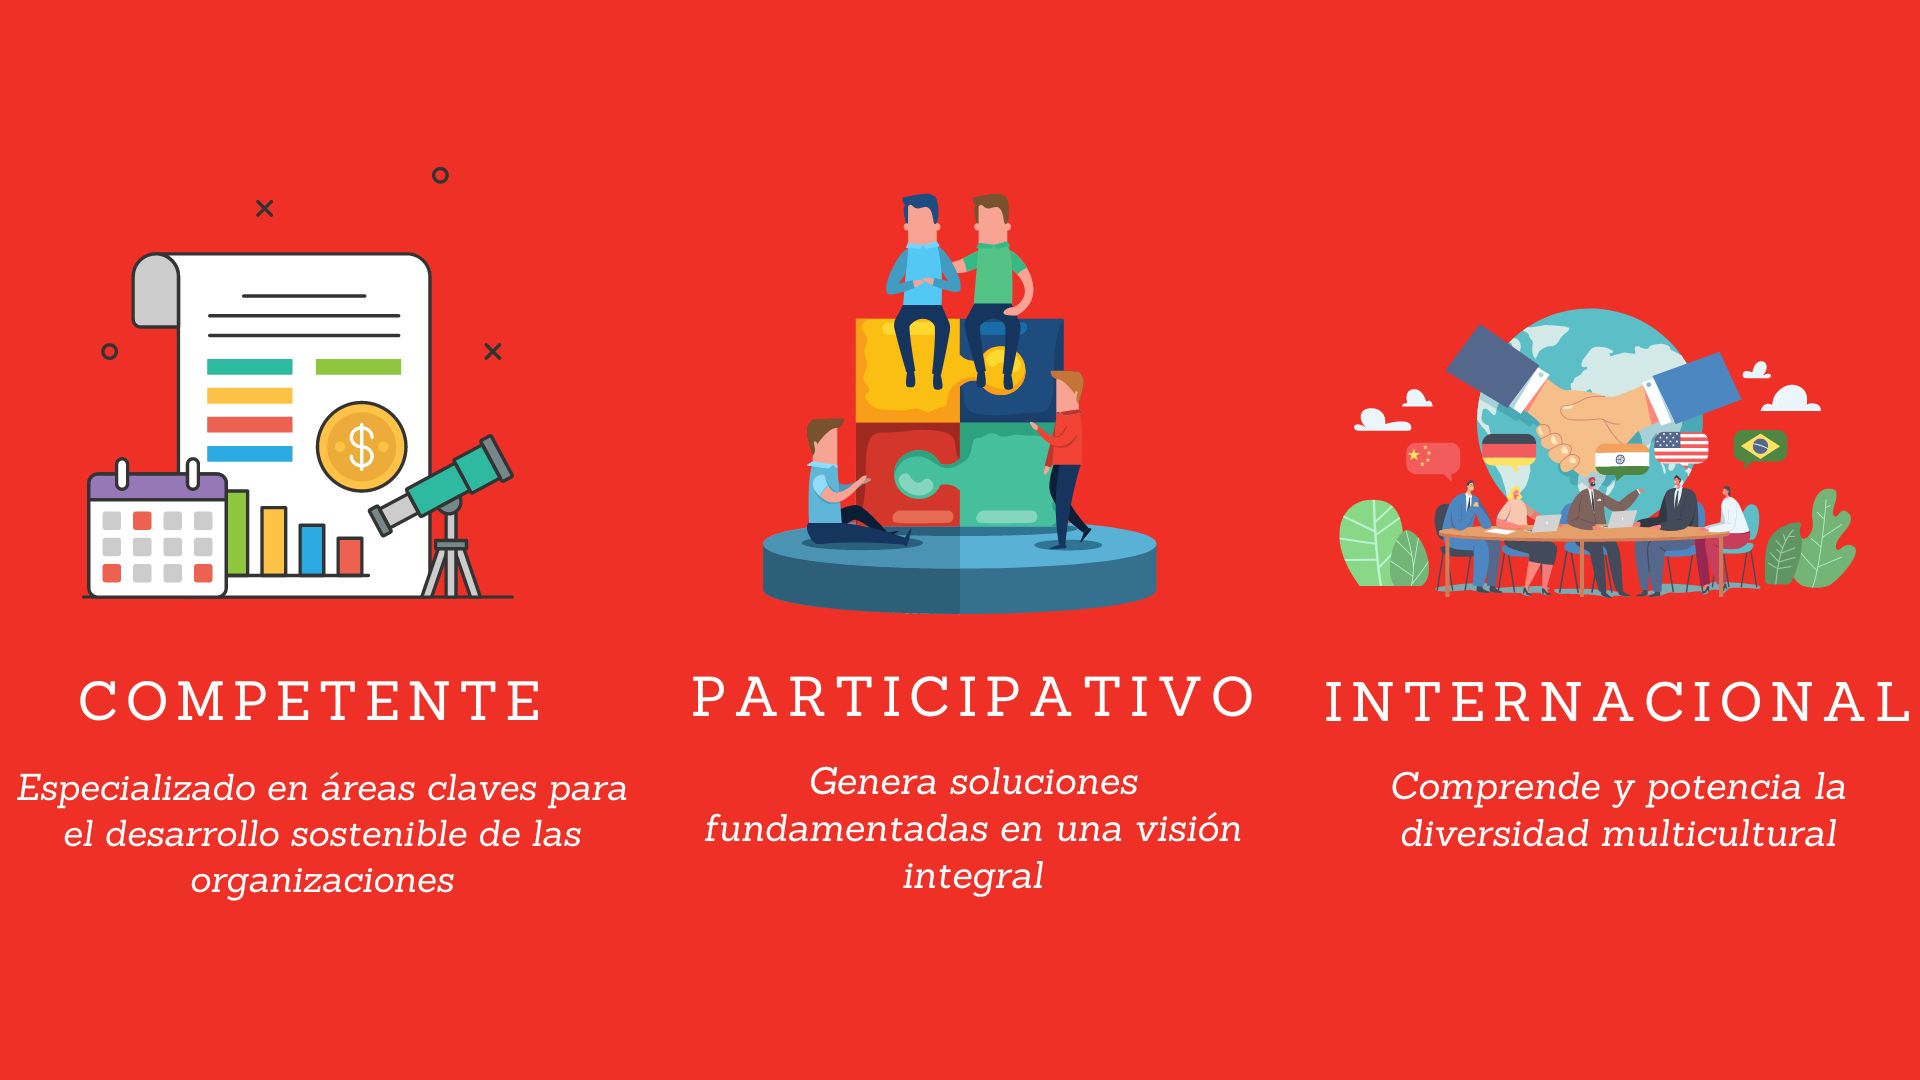 $
COMPETENTE
Especializado en áreas claves para
el desarrollo sostenible de las
organizaciones
PARTICIPATIVO
Genera soluciones
fundamentadas en una visión
integral
INTERNACIONAL
Comprende y potencia la
diversidad multicultural